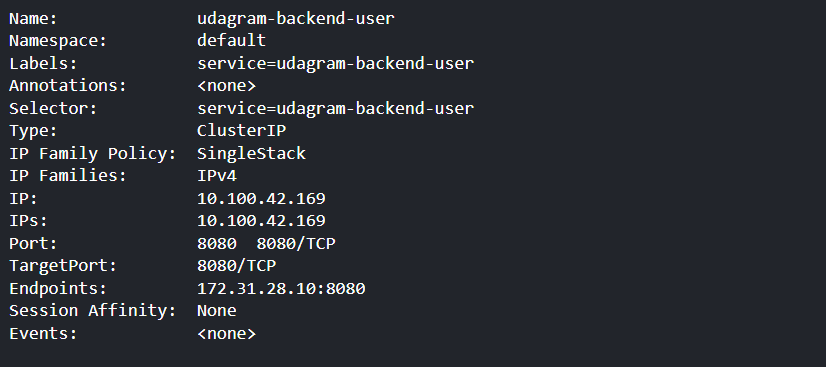 Name:              udagram-backend-user
Namespace:         default
Labels:            service=udagram-backend-user
Annotations:       <none>
Selector:          service=udagram-backend-user
Type:              ClusterIP
IP Family Policy:  SingleStack
IP Families:       IPv4
IP:                10.100.42.169
IPs:               10.100.42.169
Port:              8080  8080/TCP
TargetPort:        8080/TCP
Endpoints:         172.31.28.10:8080
Session Affinity:  None
Events:            <none>